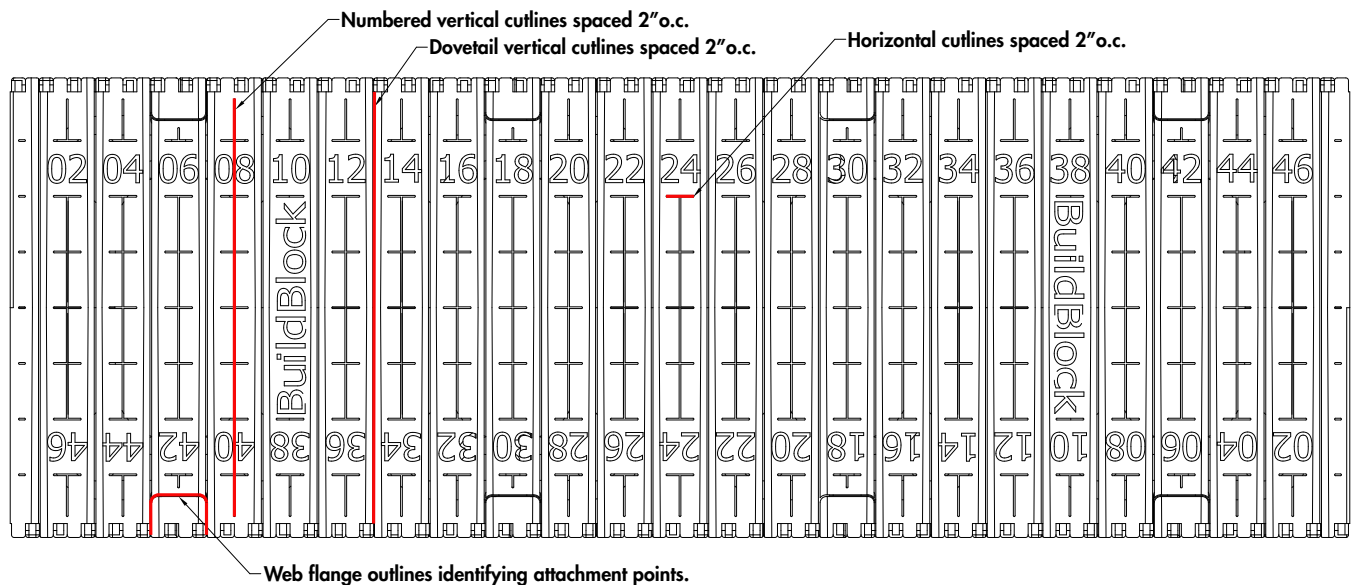 Numbered vertical cutlines spaced 2”o.c.
Dovetail vertical cutlines spaced 2”o.c.
Horizontal cutlines spaced 2”o.c.
02 04 06 08 10 12 14 16 18 20 22 24 26 28 30 32 34 36 38 40 42 44 46
BuildBlock
BuildBlock
46 44 42 40 38 36 34 32 30 28 26 24 22 20 18 16 14 12 10 08 06 04 02
Web flange outlines identifying attachment points.